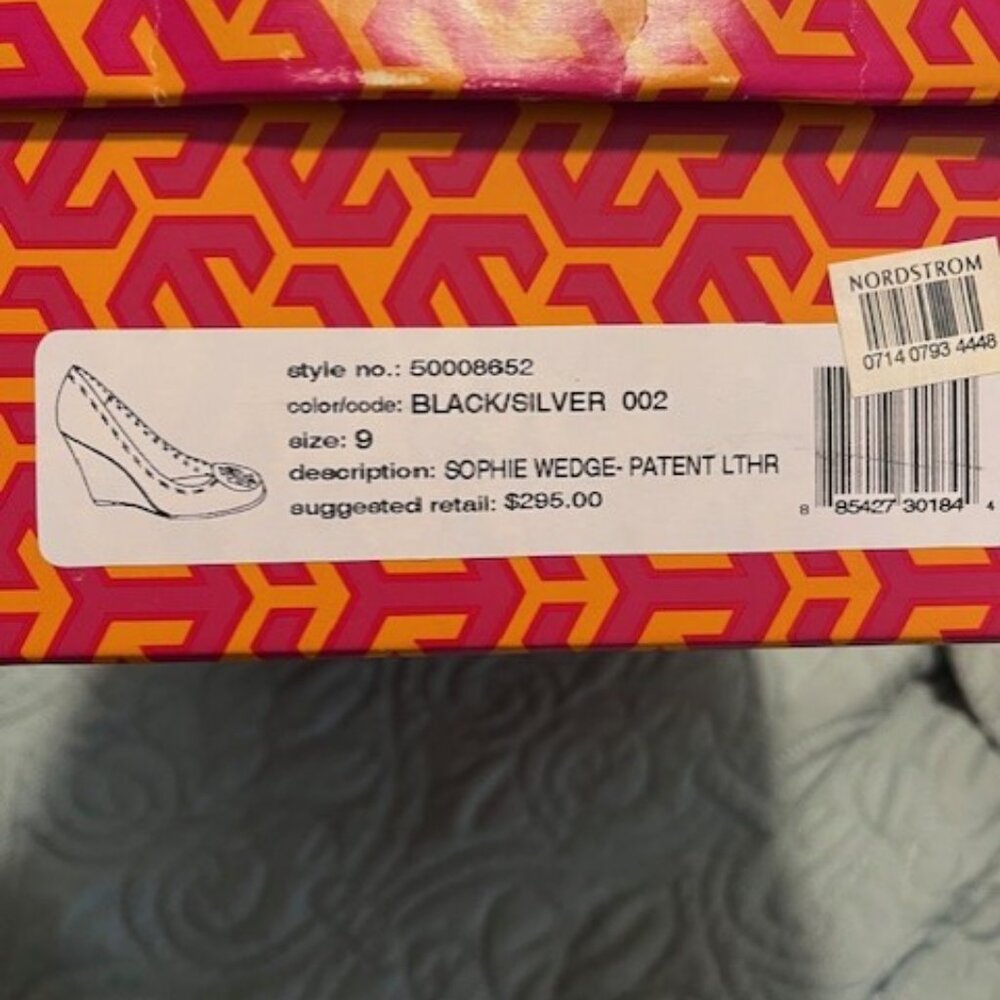 NORDSTROM
0714 0793 4448
style no.: 50008652
color/code: BLACK/SILVER 002
size: 9
description: SOPHIE WEDGE- PATENT LTHR
suggested retail: $295.00
8 85427 30184 4